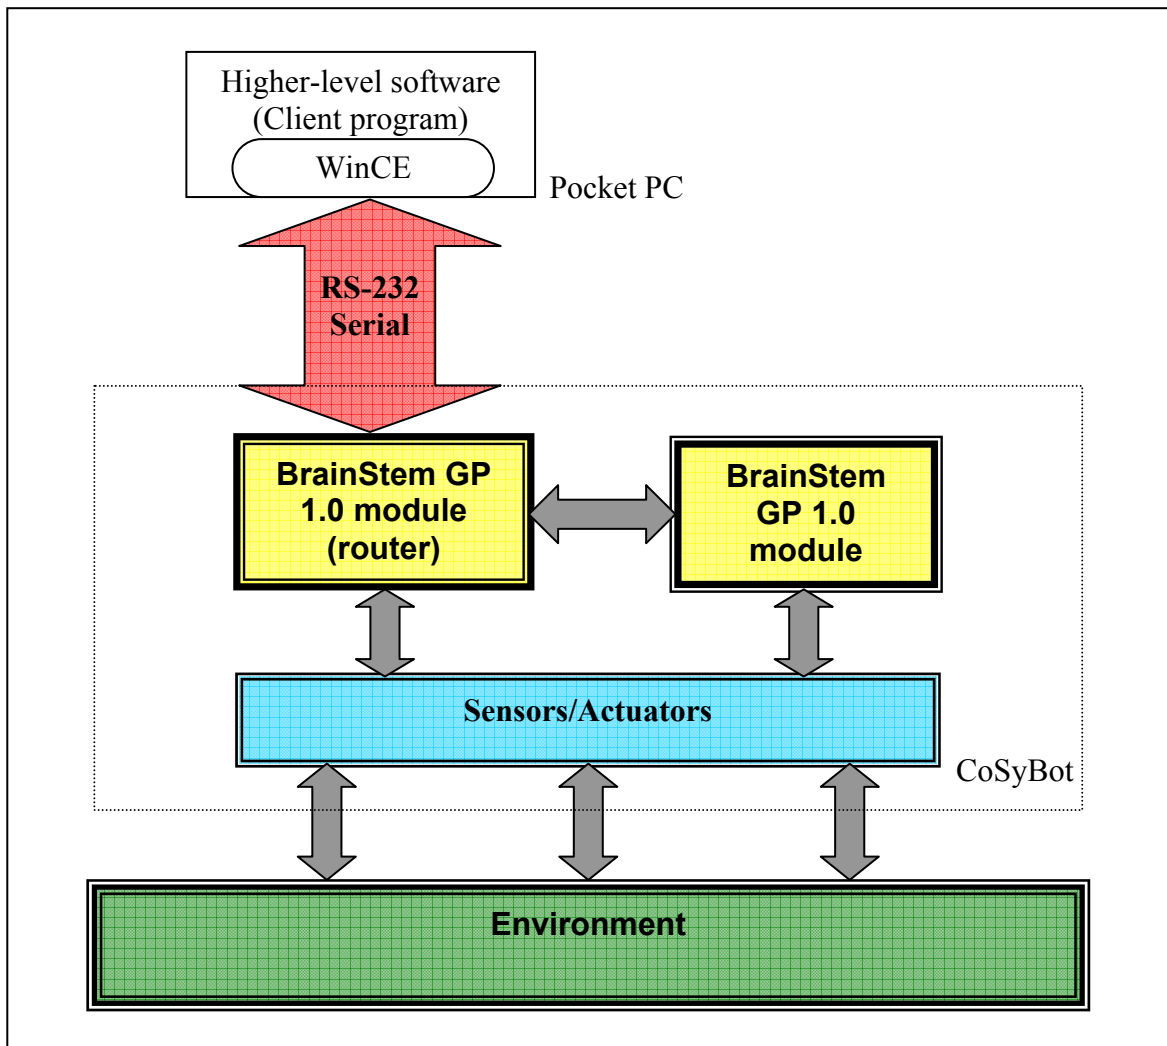 Higher-level software
(Client program)
WinCE
Pocket PC
RS-232
Serial
BrainStem GP
1.0 module
(router)
BrainStem
GP 1.0
module
Sensors/Actuators
CoSyBot
Environment